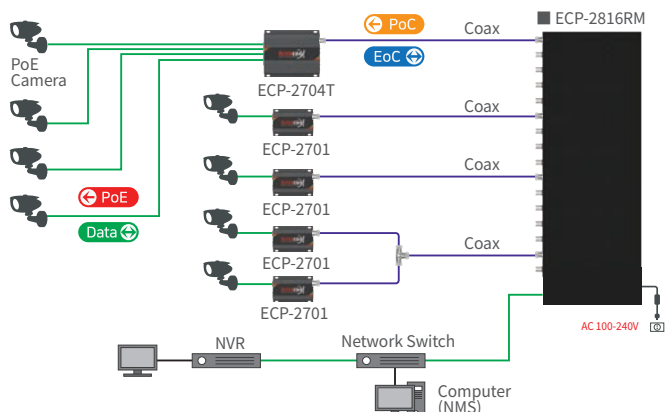 ECP-2816RM
PoC
Coax
EoC
PoE
Camera
ECP-2704T
Coax
ECP-2701
Coax
ECP-2701
PoE
Data
Coax
ECP-2701
ECP-2701
AC 100-240V
NVR
Network Switch
Computer
(NMS)